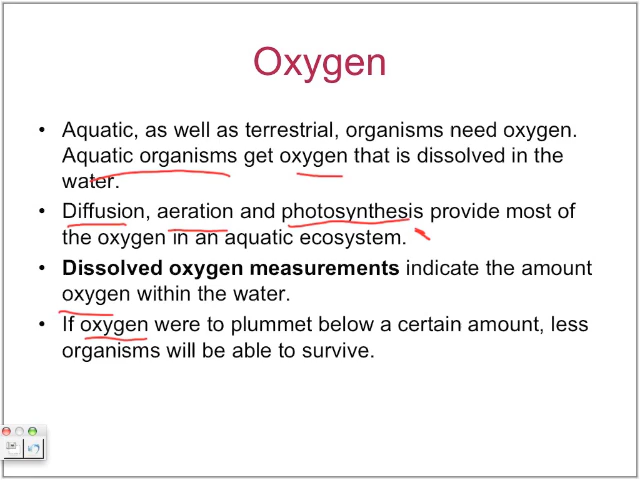 Oxygen
• Aquatic, as well as terrestrial, organisms need oxygen.
Aquatic organisms get oxygen that is dissolved in the
water.
• Diffusion, aeration and photosynthesis provide most of
the oxygen in an aquatic ecosystem.
• Dissolved oxygen measurements indicate the amount
oxygen within the water.
• If oxygen were to plummet below a certain amount, less
organisms will be able to survive.